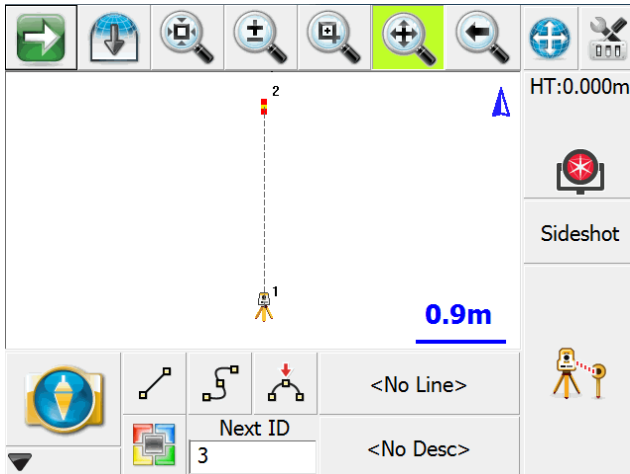 HT:0.000m
2
Sideshot
1
0.9m
<No Line>
Next ID
3
<No Desc>